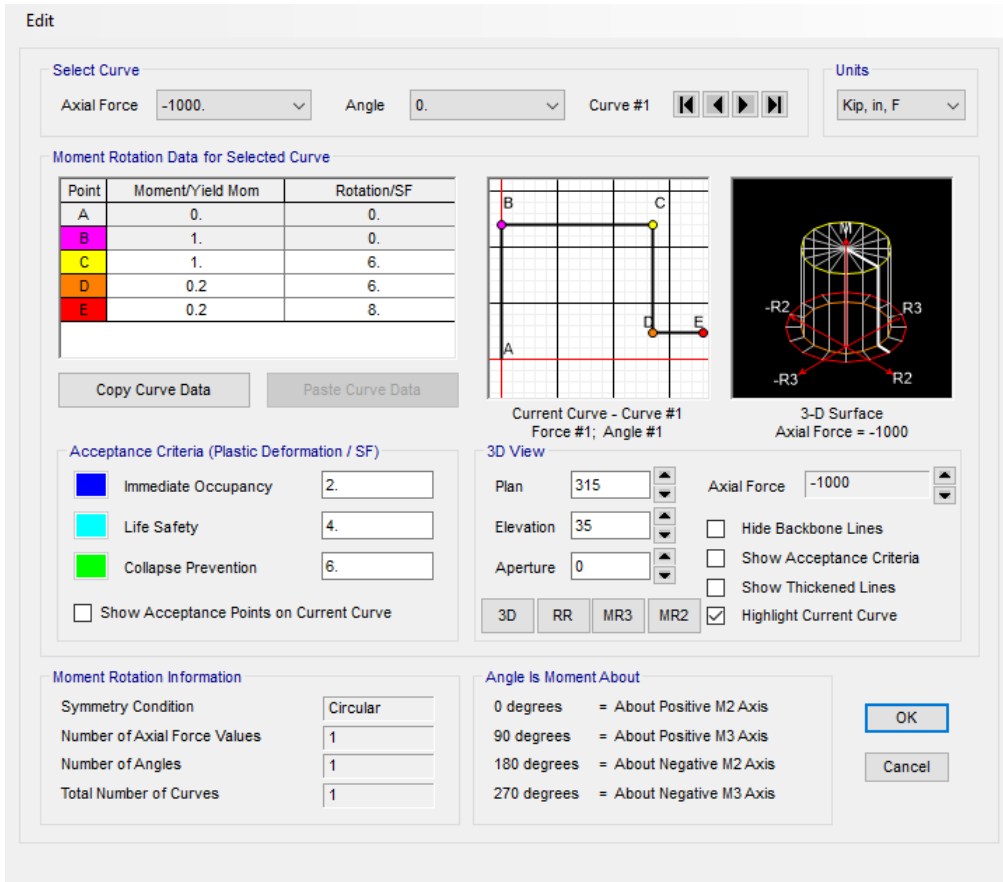 Edit
Select Curve
Axial Force -1000. Angle 0. Curve #1
Units
Kip, in, F
Moment Rotation Data for Selected Curve
Point Moment/Yield Mom Rotation/SF
A 0. 0.
B 1. 0.
C 1. 6.
D 0.2 6.
E 0.2 8.
Copy Curve Data Paste Curve Data
B C
D E
A
Current Curve - Curve #1
Force #1; Angle #1
M
-R2 R3
-R3 R2
3-D Surface
Axial Force = -1000
Acceptance Criteria (Plastic Deformation / SF)
Immediate Occupancy 2.
Life Safety 4.
Collapse Prevention 6.
Show Acceptance Points on Current Curve
3D View
Plan 315
Elevation 35
Aperture 0
3D RR MR3 MR2
Axial Force -1000
Hide Backbone Lines
Show Acceptance Criteria
Show Thickened Lines
Highlight Current Curve
Moment Rotation Information
Symmetry Condition Circular
Number of Axial Force Values 1
Number of Angles 1
Total Number of Curves 1
Angle Is Moment About
0 degrees = About Positive M2 Axis
90 degrees = About Positive M3 Axis
180 degrees = About Negative M2 Axis
270 degrees = About Negative M3 Axis
OK
Cancel